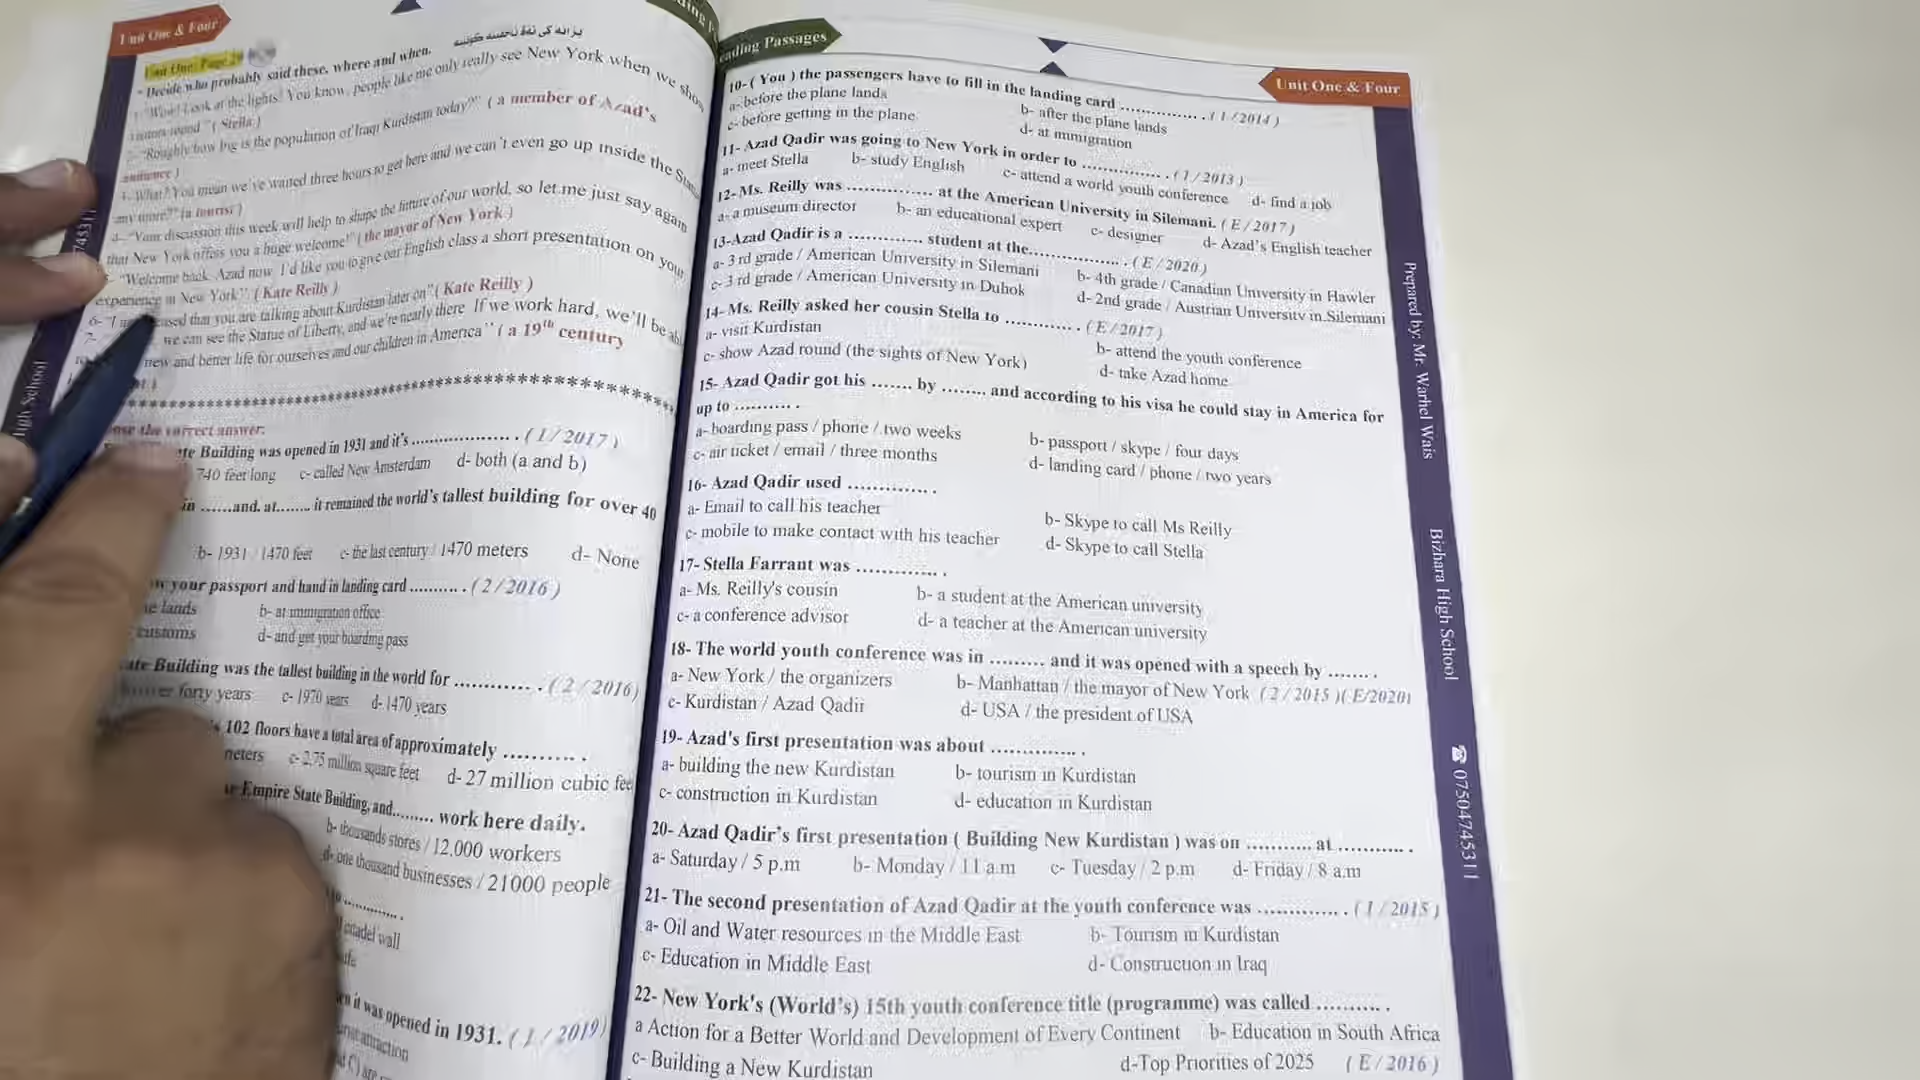 Unit One & Four
Unit One: Page 2
- Decide who probably said these, where and when.
"Wow! Look at the lights! You know, people like me only really see New York when we show
visitors round." ( Stella )
2- "Roughly how big is the population of Iraqi Kurdistan today?" ( a member of Azad's
audience )
3- What? You mean we've waited three hours to get here and we can't even go up inside the
any more?" (a tourist )
4- "Your discussion this week will help to shape the future of our world, so let me just say again
that New York offers you a huge welcome!" ( the mayor of New York )
"Welcome back, Azad now. I'd like you to give our English class a short presentation on your
experience in New York". ( Kate Reilly )
6- "I that you are talking about Kurdistan later on" ( Kate Reilly )
7- we can see the Statue of Liberty, and we're nearly there If we work hard, we'll be
new and better life for ourselves and our children in America" ( a 19th century
the correct answer:
Building was opened in 1931 and it's .................... . ( 1 / 2017 )
740 feet long c- called New Amsterdam d- both (a and b)
in ......and. at........ it remained the world's tallest building for over 40
b- 1931 / 1470 feet c- the last century / 1470 meters d- None
your passport and hand in landing card .......... . ( 2 / 2016 )
lands b- at immigration office
customs d- and get your boarding pass
Building was the tallest building in the world for ............ . ( 2 / 2016)
forty years c- 1970 years d- 1470 years
102 floors have a total area of approximately .......... .
meters c- 2.75 million square feet d- 27 million cubic
Empire State Building, and......... work here daily.
b- thousands stores / 12.000 workers
d- one thousand businesses / 21000 people
............ .
citadel wall
it was opened in 1931. ( 1 / 2019)
attraction
Reading Passages
Unit One & Four
10- ( You ) the passengers have to fill in the landing card .............. . ( 1 / 2014 )
a- before the plane lands b- after the plane lands
c- before getting in the plane d- at immigration
11- Azad Qadir was going to New York in order to .............. . ( 1 / 2013 )
a- meet Stella b- study English c- attend a world youth conference d- find a job
12- Ms. Reilly was .............. at the American University in Silemani. ( E / 2017 )
a- a museum director b- an educational expert c- designer d- Azad's English teacher
13-Azad Qadir is a ............ student at the............... . ( E / 2020 )
a- 3 rd grade / American University in Silemani b- 4th grade / Canadian University in Hawler
c- 3 rd grade / American University in Duhok d- 2nd grade / Austrian University in.Silemani
14- Ms. Reilly asked her cousin Stella to ............ . ( E / 2017 )
a- visit Kurdistan b- attend the youth conference
c- show Azad round (the sights of New York) d- take Azad home
15- Azad Qadir got his ....... by ........ and according to his visa he could stay in America for
up to .......... .
a- boarding pass / phone / two weeks b- passport / skype / four days
c- air ticket / email / three months d- landing card / phone / two years
16- Azad Qadir used ............. .
a- Email to call his teacher b- Skype to call Ms Reilly
c- mobile to make contact with his teacher d- Skype to call Stella
17- Stella Farrant was ............. .
a- Ms. Reilly's cousin b- a student at the American university
c- a conference advisor d- a teacher at the American university
18- The world youth conference was in ......... and it was opened with a speech by ....... .
a- New York / the organizers b- Manhattan / the mayor of New York ( 2 / 2015 )( E/2020)
c- Kurdistan / Azad Qadir d- USA / the president of USA
19- Azad's first presentation was about .............. .
a- building the new Kurdistan b- tourism in Kurdistan
c- construction in Kurdistan d- education in Kurdistan
20- Azad Qadir's first presentation ( Building New Kurdistan ) was on ........... at ........... .
a- Saturday / 5 p.m b- Monday / 11 a.m c- Tuesday / 2 p.m d- Friday / 8 a.m
21- The second presentation of Azad Qadir at the youth conference was .............. . ( 1 / 2015 )
a- Oil and Water resources in the Middle East b- Tourism in Kurdistan
c- Education in Middle East d- Construction in Iraq
22- New York's (World's) 15th youth conference title (programme) was called ........... .
a Action for a Better World and Development of Every Continent b- Education in South Africa
c- Building a New Kurdistan d-Top Priorities of 2025 ( E / 2016 )
Prepared by: Mr. Warhel Wais
Bizhara High School
☎ 07504745311